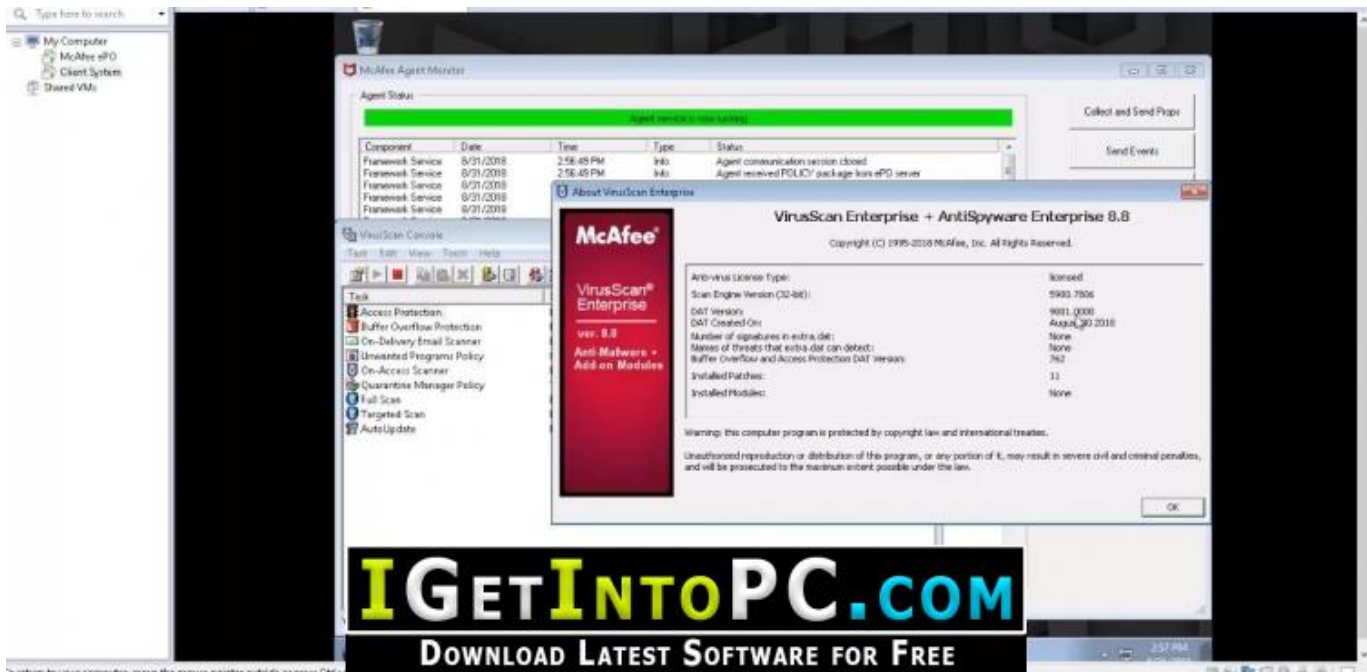 Type here to search
My Computer
McAfee ePO
Client System
Shared VMs
McAfee Agent Monitor
Agent Status
Agent service is now running
Collect and Send Props
Send Events
Component Date Time Type Status
Framework Service 8/31/2018 2:56:49 PM Info Agent communication session closed
Framework Service 8/31/2018 2:56:49 PM Info Agent received POLICY package from ePO server
Framework Service 8/31/2018
Framework Service 8/31/2018
Framework Service 8/31/2018
VirusScan Console
Task Edit View Tools Help
Task
Access Protection
Buffer Overflow Protection
On-Delivery Email Scanner
Unwanted Programs Policy
On-Access Scanner
Quarantine Manager Policy
Full Scan
Targeted Scan
AutoUpdate
About VirusScan Enterprise
McAfee
VirusScan®
Enterprise
ver. 8.8
Anti-Malware +
Add-on Modules
VirusScan Enterprise + AntiSpyware Enterprise 8.8
Copyright (C) 1995-2018 McAfee, Inc. All Rights Reserved.
Anti-virus License Type: licensed
Scan Engine Version (32-bit): 5900.7806
DAT Version: 9001.0000
DAT Created On: August 30 2018
Number of signatures in extra.dat: None
Names of threats that extra.dat can detect: None
Buffer Overflow and Access Protection DAT Version: 762
Installed Patches: 11
Installed Modules: None
Warning: this computer program is protected by copyright law and international treaties.
Unauthorized reproduction or distribution of this program, or any portion of it, may result in severe civil and criminal penalties,
and will be prosecuted to the maximum extent possible under the law.
OK
IGetIntoPC.com
Download Latest Software for Free
2:57 PM